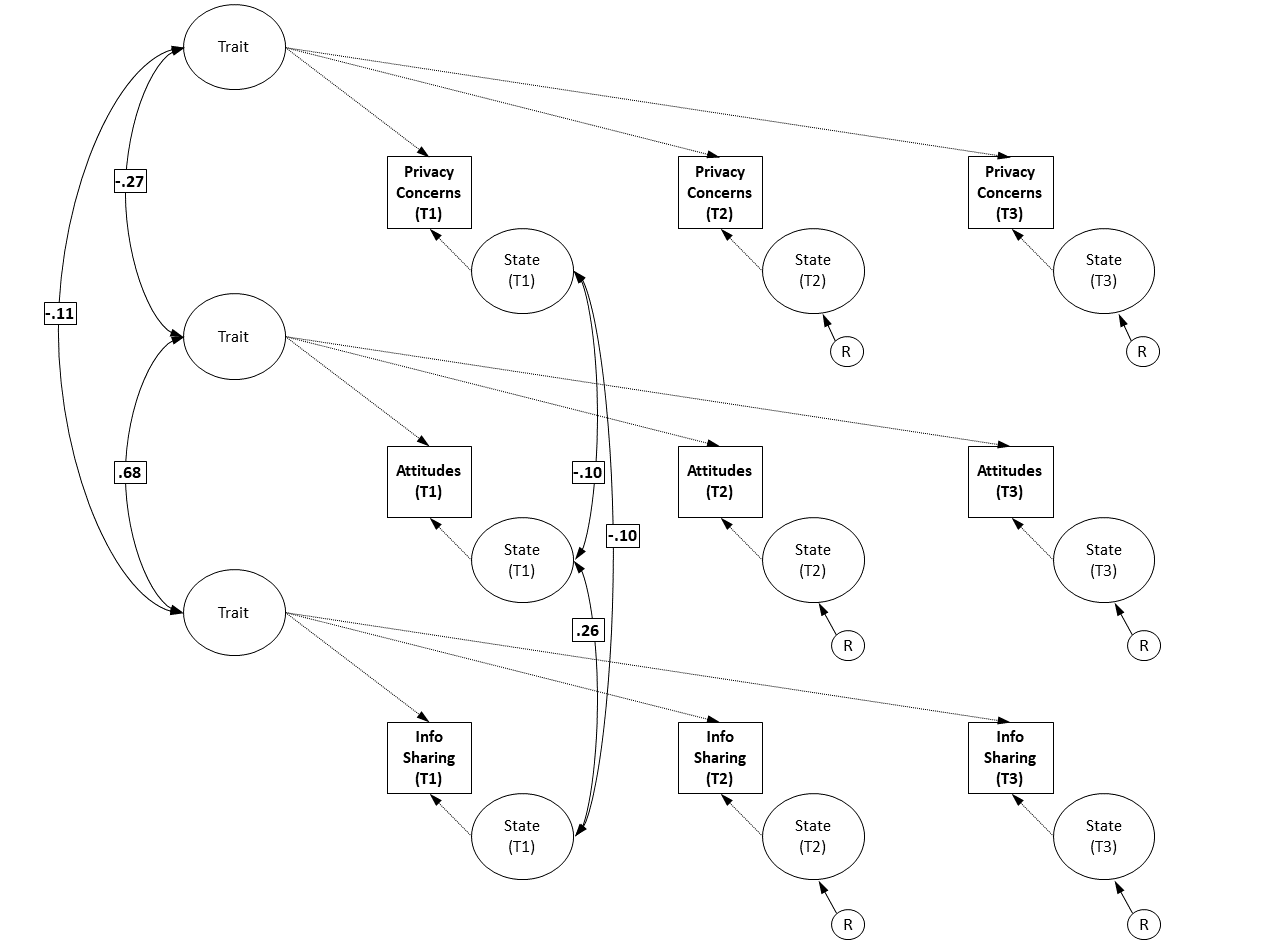 Trait
Privacy
Concerns
(T1)
Privacy
Concerns
(T2)
Privacy
Concerns
(T3)
-.27
State
(T1)
State
(T2)
State
(T3)
-.11
Trait
R
R
.68
Attitudes
(T1)
-.10
Attitudes
(T2)
Attitudes
(T3)
-.10
State
(T1)
State
(T2)
State
(T3)
Trait
.26
R
R
Info
Sharing
(T1)
Info
Sharing
(T2)
Info
Sharing
(T3)
State
(T1)
State
(T2)
State
(T3)
R
R